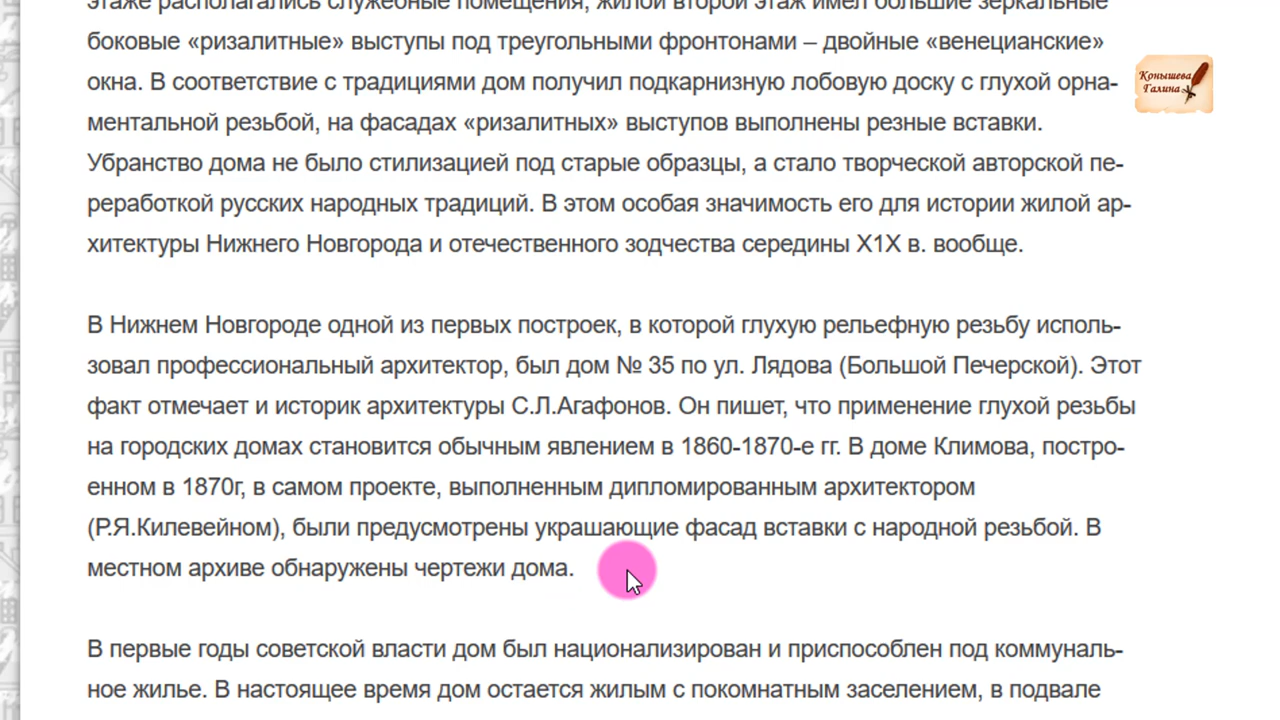 этаже располагались служебные помещения, жилой второй этаж имел большие зеркальные
боковые «ризалитные» выступы под треугольными фронтонами – двойные «венецианские»
окна. В соответствие с традициями дом получил подкарнизную лобовую доску с глухой орна-
ментальной резьбой, на фасадах «ризалитных» выступов выполнены резные вставки.
Убранство дома не было стилизацией под старые образцы, а стало творческой авторской пе-
реработкой русских народных традиций. В этом особая значимость его для истории жилой ар-
хитектуры Нижнего Новгорода и отечественного зодчества середины Х1Х в. вообще.
Конышева
Галина
В Нижнем Новгороде одной из первых построек, в которой глухую рельефную резьбу исполь-
зовал профессиональный архитектор, был дом № 35 по ул. Лядова (Большой Печерской). Этот
факт отмечает и историк архитектуры С.Л.Агафонов. Он пишет, что применение глухой резьбы
на городских домах становится обычным явлением в 1860-1870-е гг. В доме Климова, постро-
енном в 1870г, в самом проекте, выполненным дипломированным архитектором
(Р.Я.Килевейном), были предусмотрены украшающие фасад вставки с народной резьбой. В
местном архиве обнаружены чертежи дома.
В первые годы советской власти дом был национализирован и приспособлен под коммуналь-
ное жилье. В настоящее время дом остается жилым с покомнатным заселением, в подвале